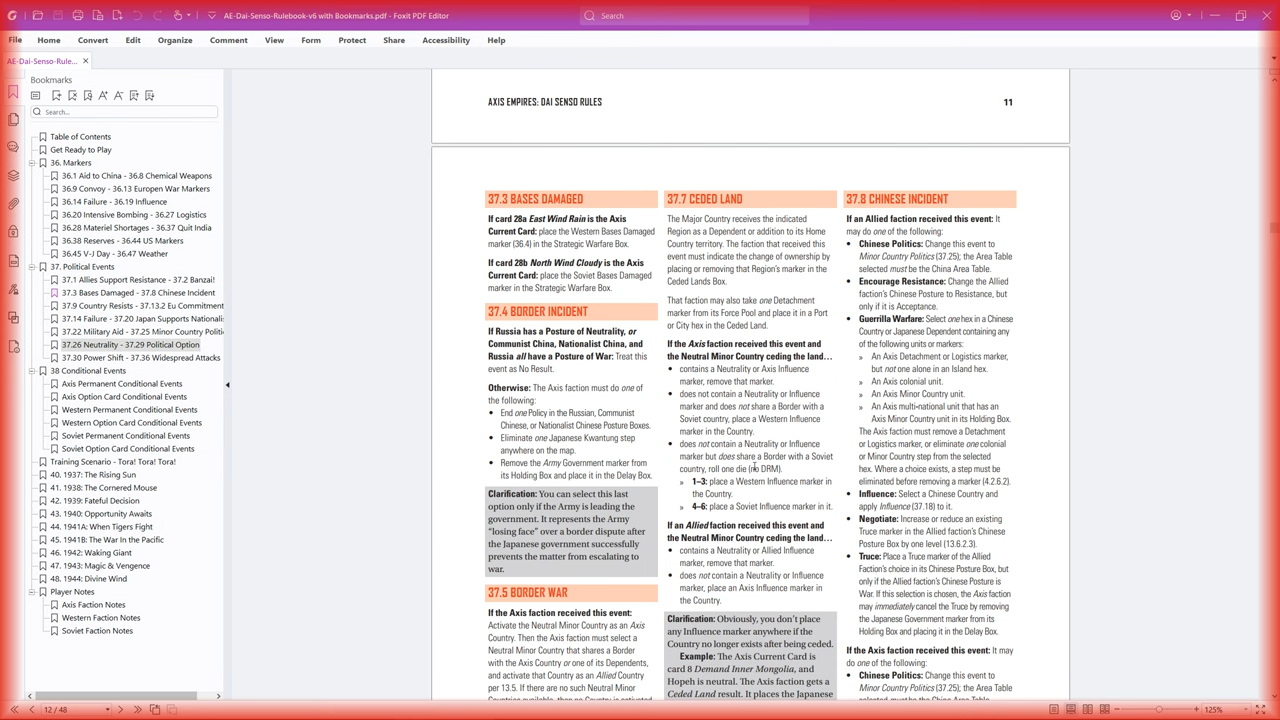 AE-Dai-Senso-Rulebook-v6 with Bookmarks.pdf - Foxit PDF Editor
Search
File Home Convert Edit Organize Comment View Form Protect Share Accessibility Help
AE-Dai-Senso-Rule...
Bookmarks
Search...
Table of Contents
Get Ready to Play
36. Markers
36.1 Aid to China - 36.8 Chemical Weapons
36.9 Convoy - 36.13 Europen War Markers
36.14 Failure - 36.19 Influence
36.20 Intensive Bombing - 36.27 Logistics
36.28 Materiel Shortages - 36.37 Quit India
36.38 Reserves - 36.44 US Markers
36.45 V-J Day - 36.47 Weather
37. Political Events
37.1 Allies Support Resistance - 37.2 Banzai!
37.3 Bases Damaged - 37.8 Chinese Incident
37.9 Country Resists - 37.13.2 Eu Commitment
37.14 Failure - 37.20 Japan Supports Nationalis
37.22 Military Aid - 37.25 Minor Country Politi
37.26 Neutrality - 37.29 Political Option
37.30 Power Shift - 37.36 Widespread Attacks
38 Conditional Events
Axis Permanent Conditional Events
Axis Option Card Conditional Events
Western Permanent Conditional Events
Western Option Card Conditional Events
Soviet Permanent Conditional Events
Soviet Option Card Conditional Events
Training Scenario - Tora! Tora! Tora!
40. 1937: The Rising Sun
41. 1938: The Cornered Mouse
42. 1939: Fateful Decision
43. 1940: Opportunity Awaits
44. 1941A: When Tigers Fight
45. 1941B: The War In the Pacific
46. 1942: Waking Giant
47. 1943: Magic & Vengence
48. 1944: Divine Wind
Player Notes
Axis Faction Notes
Western Faction Notes
Soviet Faction Notes
AXIS EMPIRES: DAI SENSO RULES
11
37.3 BASES DAMAGED
If card 28a East Wind Rain is the Axis
Current Card: place the Western Bases Damaged
marker (36.4) in the Strategic Warfare Box.
If card 28b North Wind Cloudy is the Axis
Current Card: place the Soviet Bases Damaged
marker in the Strategic Warfare Box.
37.4 BORDER INCIDENT
If Russia has a Posture of Neutrality, or
Communist China, Nationalist China, and
Russia all have a Posture of War: Treat this
event as No Result.
Otherwise: The Axis faction must do one of
the following:
• End one Policy in the Russian, Communist
Chinese, or Nationalist Chinese Posture Boxes.
• Eliminate one Japanese Kwantung step
anywhere on the map.
• Remove the Army Government marker from
its Holding Box and place it in the Delay Box.
Clarification: You can select this last
option only if the Army is leading the
government. It represents the Army
“losing face” over a border dispute after
the Japanese government successfully
prevents the matter from escalating to
war.
37.5 BORDER WAR
If the Axis faction received this event:
Activate the Neutral Minor Country as an Axis
Country. Then the Axis faction must select a
Neutral Minor Country that shares a Border
with the Axis Country or one of its Dependents,
and activate that Country as an Allied Country
per 13.5. If there are no such Neutral Minor
37.7 CEDED LAND
The Major Country receives the indicated
Region as a Dependent or addition to its Home
Country territory. The faction that received this
event must indicate the change of ownership by
placing or removing that Region's marker in the
Ceded Lands Box.
That faction may also take one Detachment
marker from its Force Pool and place it in a Port
or City hex in the Ceded Land.
If the Axis faction received this event and
the Neutral Minor Country ceding the land...
• contains a Neutrality or Axis Influence
marker, remove that marker.
• does not contain a Neutrality or Influence
marker and does not share a Border with a
Soviet country, place a Western Influence
marker in the Country.
• does not contain a Neutrality or Influence
marker but does share a Border with a Soviet
country, roll one die (no DRM).
» 1–3: place a Western Influence marker in
the Country.
» 4–6: place a Soviet Influence marker in it.
If an Allied faction received this event and
the Neutral Minor Country ceding the land...
• contains a Neutrality or Allied Influence
marker, remove that marker.
• does not contain a Neutrality or Influence
marker, place an Axis Influence marker in
the Country.
Clarification: Obviously, you don't place
any Influence marker anywhere if the
Country no longer exists after being ceded.
Example: The Axis Current Card is
card 8 Demand Inner Mongolia, and
Hopeh is neutral. The Axis faction gets a
Ceded Land result. It places the Japanese
37.8 CHINESE INCIDENT
If an Allied faction received this event: It
may do one of the following:
• Chinese Politics: Change this event to
Minor Country Politics (37.25); the Area Table
selected must be the China Area Table.
• Encourage Resistance: Change the Allied
faction's Chinese Posture to Resistance, but
only if it is Acceptance.
• Guerrilla Warfare: Select one hex in a Chinese
Country or Japanese Dependent containing any
of the following units or markers:
» An Axis Detachment or Logistics marker,
but not one alone in an Island hex.
» An Axis colonial unit.
» An Axis Minor Country unit.
» An Axis multi-national unit that has an
Axis Minor Country unit in its Holding Box.
The Axis faction must remove a Detachment
or Logistics marker, or eliminate one colonial
or Minor Country step from the selected
hex. Where a choice exists, a step must be
eliminated before removing a marker (4.2.6.2).
• Influence: Select a Chinese Country and
apply Influence (37.18) to it.
• Negotiate: Increase or reduce an existing
Truce marker in the Allied faction's Chinese
Posture Box by one level (13.6.2.3).
• Truce: Place a Truce marker of the Allied
Faction's choice in its Chinese Posture Box, but
only if the Allied faction's Chinese Posture is
War. If this selection is chosen, the Axis faction
may immediately cancel the Truce by removing
the Japanese Government marker from its
Holding Box and placing it in the Delay Box.
If the Axis faction received this event: It may
do one of the following:
• Chinese Politics: Change this event to
12 / 48
125%